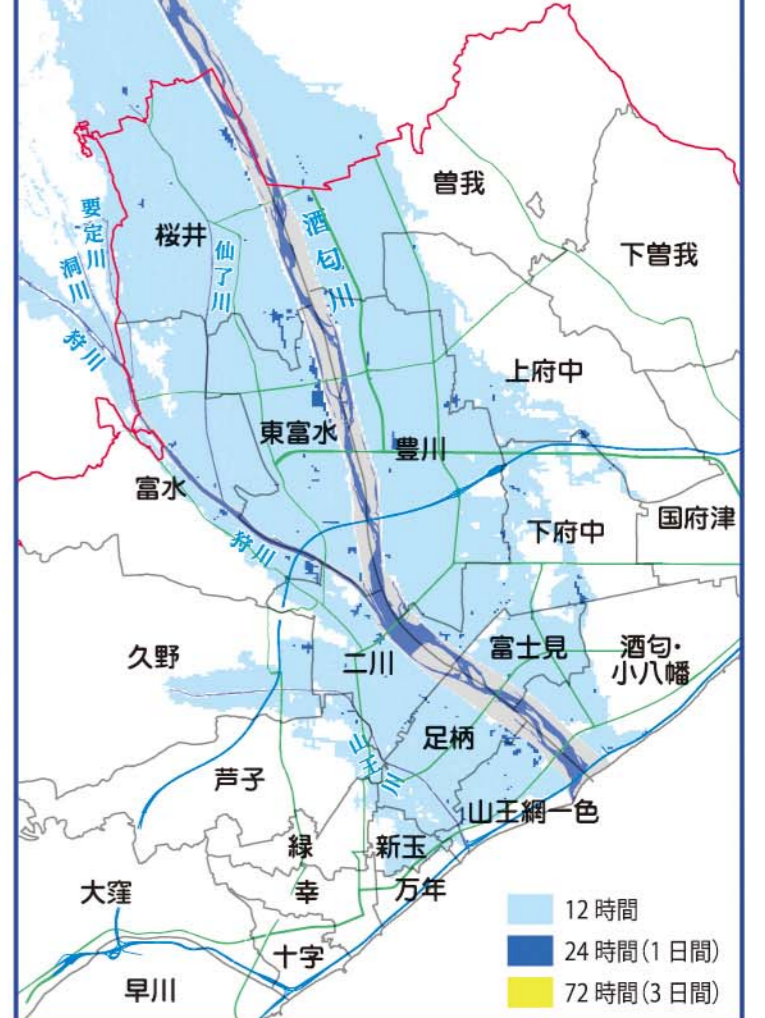 曽我
要定川
桜井
仙了川
酒匂川
洞川
下曽我
狩川
上府中
東富水
豊川
富水
国府津
下府中
狩川
久野
二川
富士見
酒匂・
小八幡
足柄
山王川
芦子
山王網一色
緑
新玉
大窪
幸
万年
十字
早川
12 時間
24 時間(1 日間)
72 時間(3 日間)